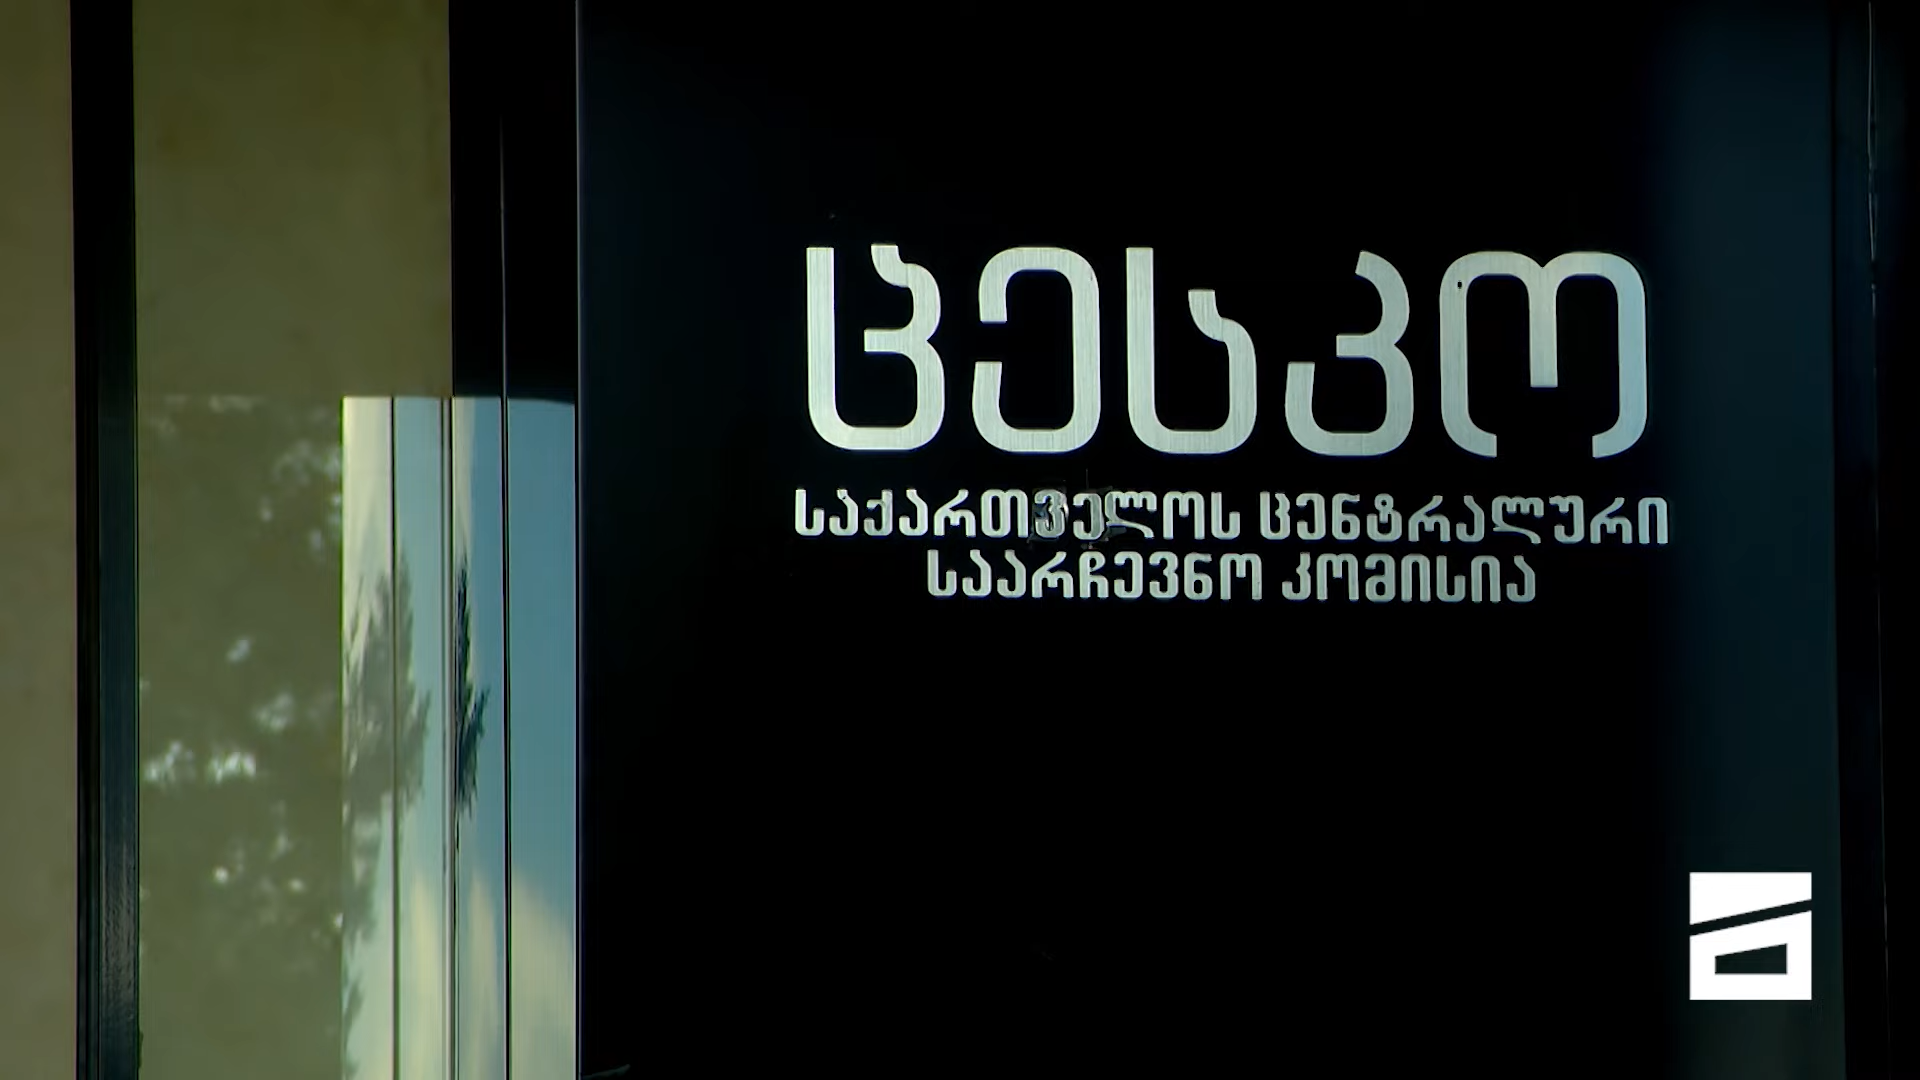 ცესკო
საქართველოს ცენტრალური
საარჩევნო კომისია